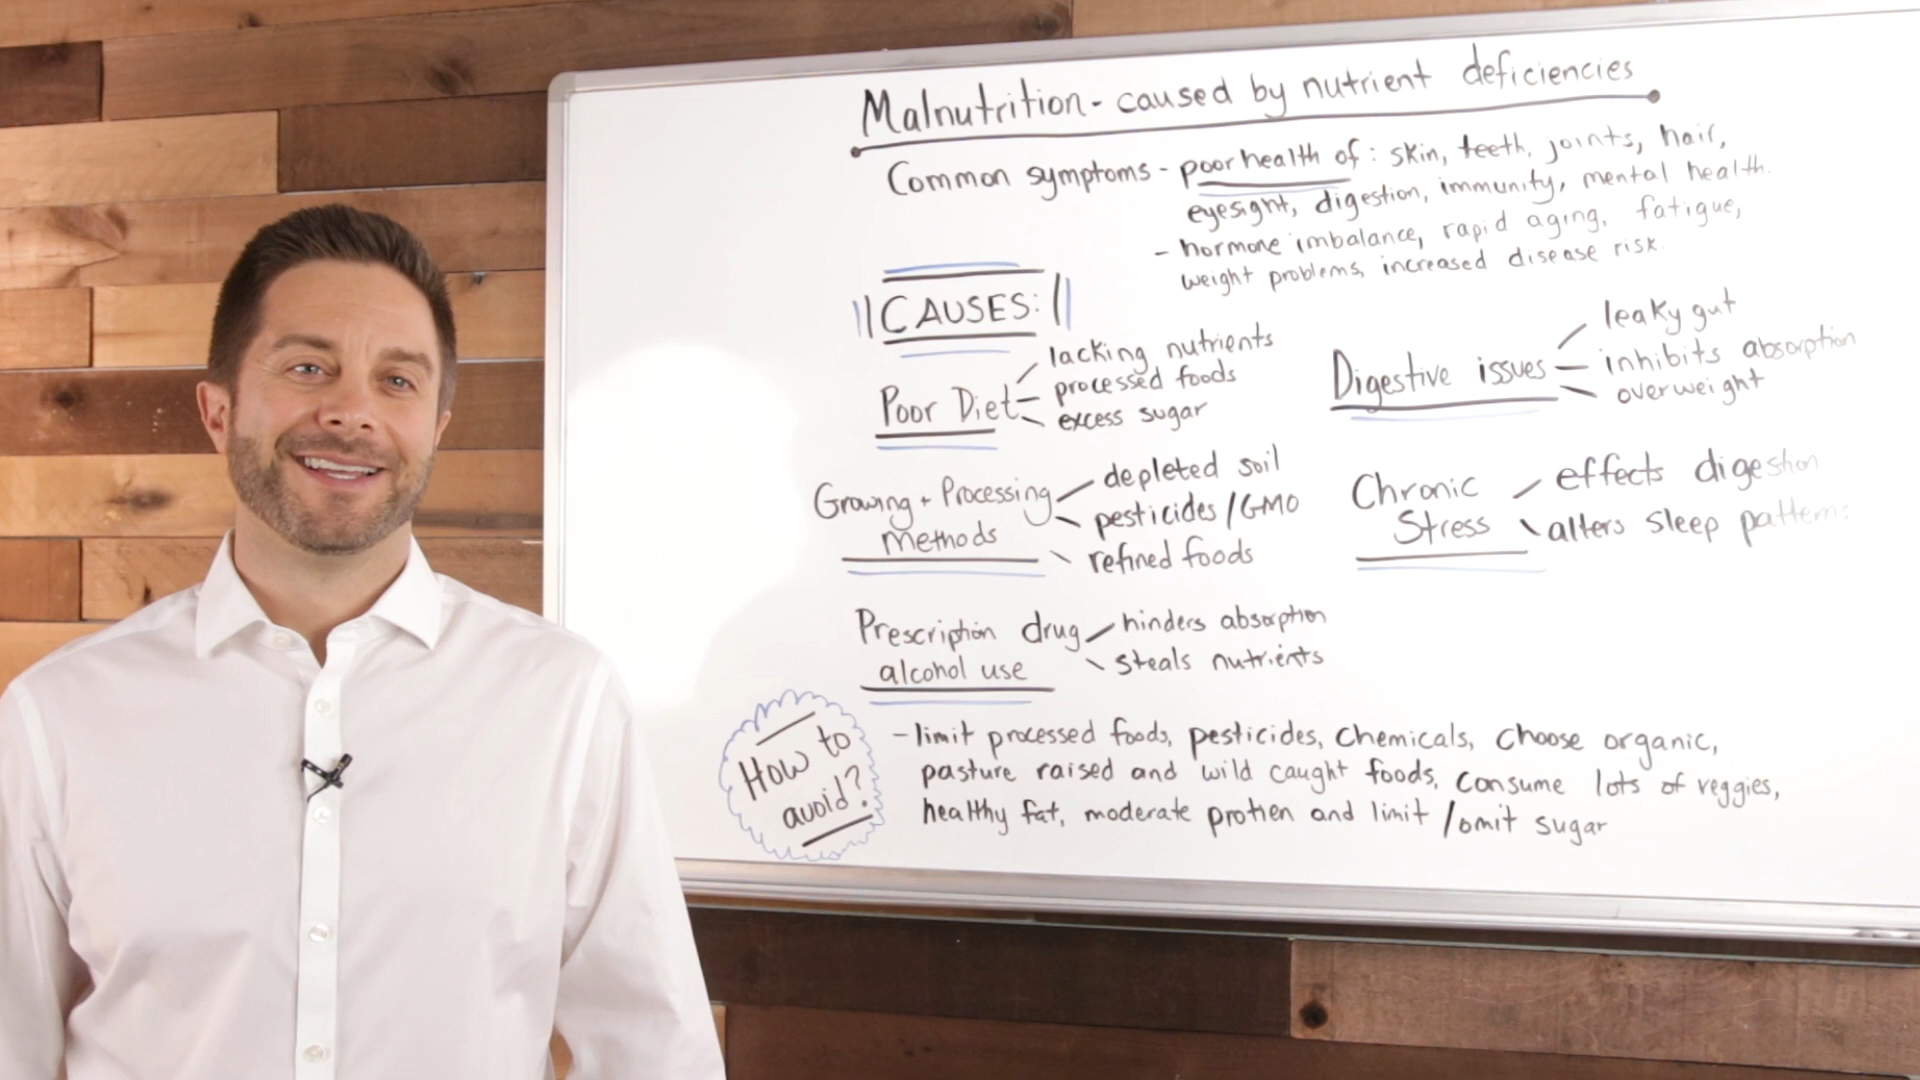 Malnutrition - caused by nutrient deficiencies
Common symptoms - poor health of: skin, teeth, joints, hair,
eyesight, digestion, immunity, mental health.
- hormone imbalance, rapid aging, fatigue,
weight problems, increased disease risk.
CAUSES:
Poor Diet
lacking nutrients
processed foods
excess sugar
Digestive issues
leaky gut
inhibits absorption
overweight
Growing + Processing
Methods
depleted soil
pesticides/GMO
refined foods
Chronic
Stress
effects digestion
alters sleep patterns
Prescription drug
alcohol use
hinders absorption
steals nutrients
How to
avoid?
- limit processed foods, pesticides, chemicals, choose organic,
pasture raised and wild caught foods, consume lots of veggies,
healthy fat, moderate protien and limit/omit sugar